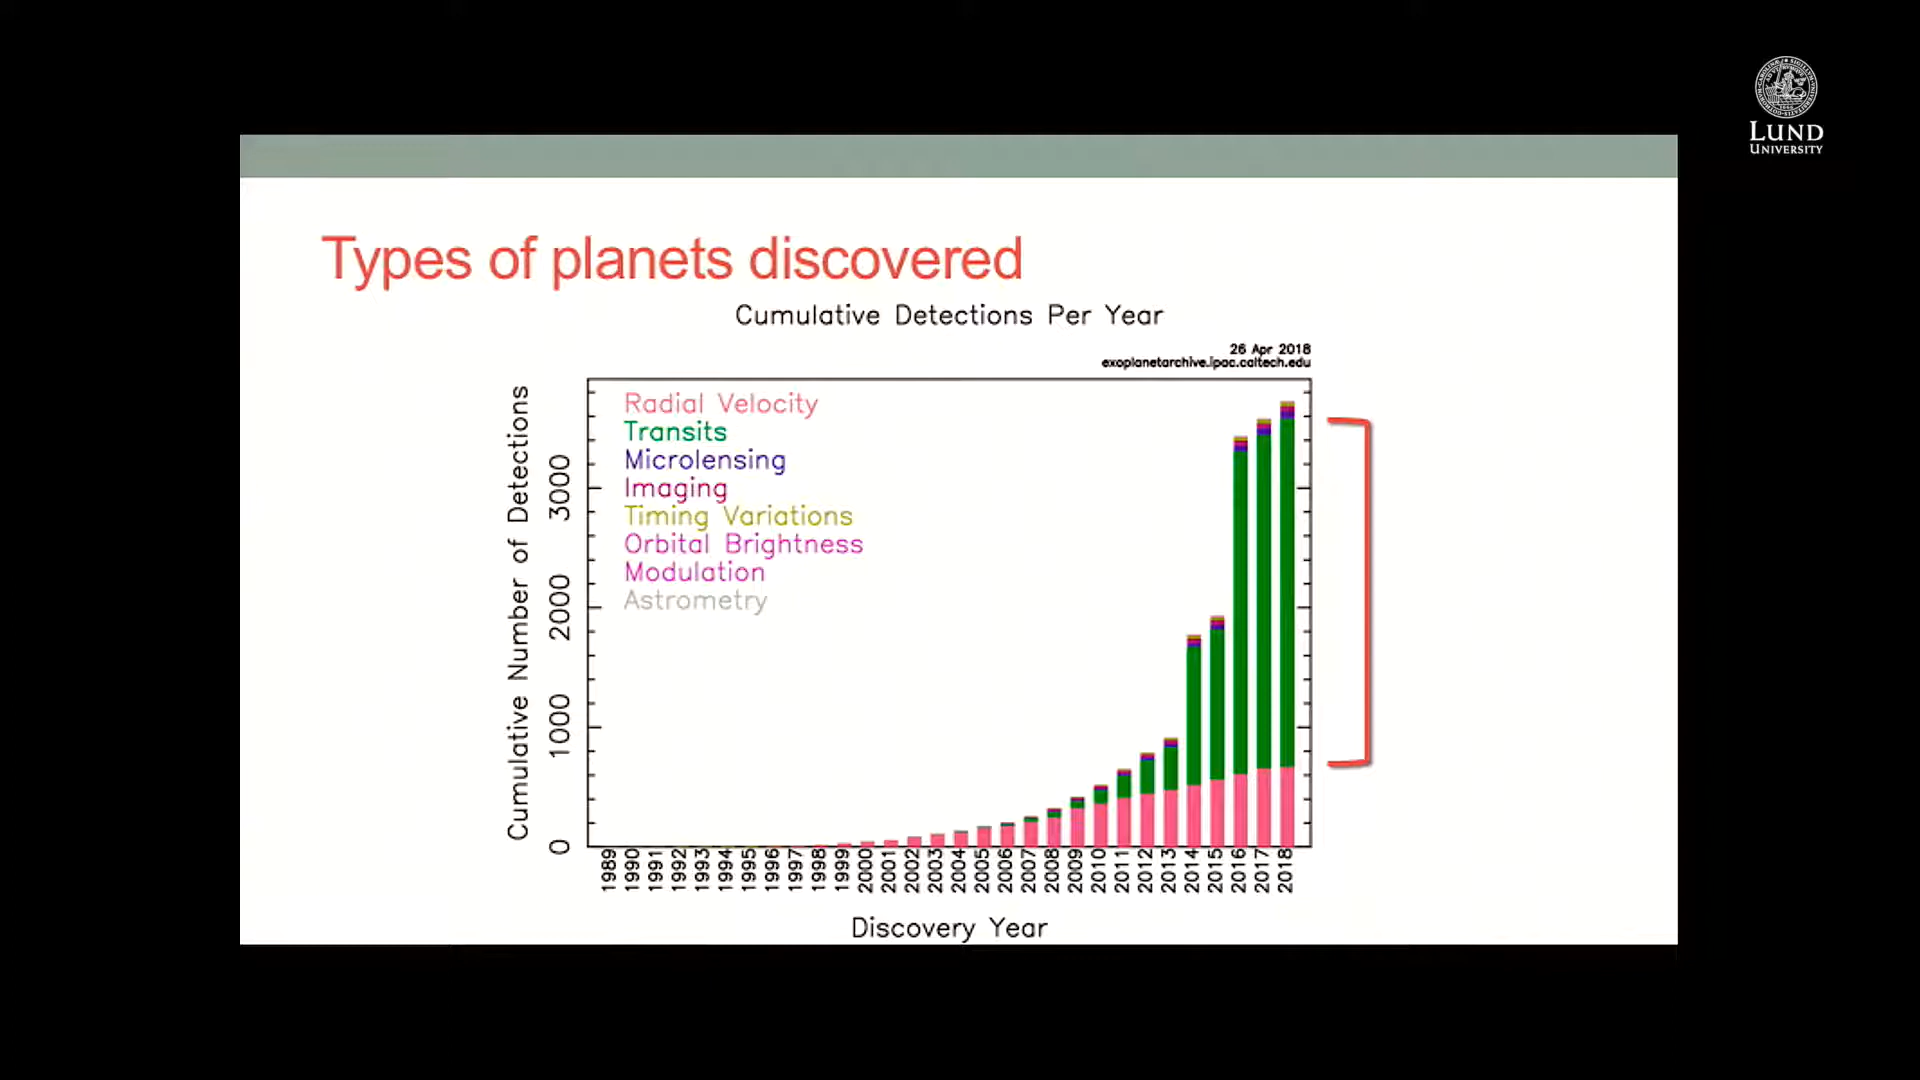 LUND
UNIVERSITY
Types of planets discovered
Cumulative Detections Per Year
26 Apr 2018
exoplanetarchive.ipac.caltech.edu
Cumulative Number of Detections
Radial Velocity
Transits
Microlensing
Imaging
Timing Variations
Orbital Brightness
Modulation
Astrometry
3000
2000
1000
0
1989 1990 1991 1992 1993 1994 1995 1996 1997 1998 1999 2000 2001 2002 2003 2004 2005 2006 2007 2008 2009 2010 2011 2012 2013 2014 2015 2016 2017 2018
Discovery Year